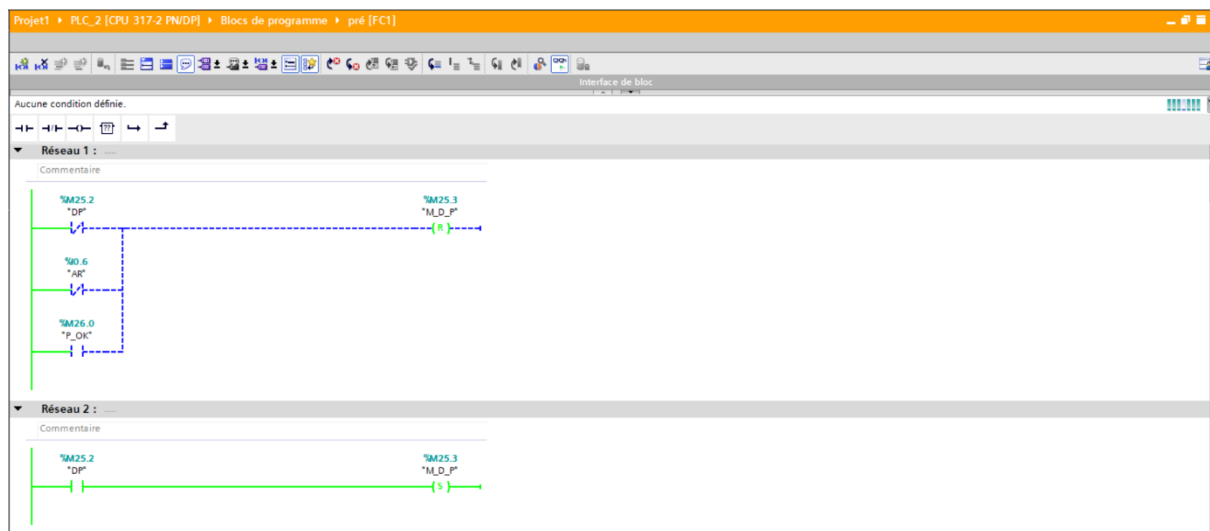 Projet1 ▸ PLC_2 [CPU 317-2 PN/DP] ▸ Blocs de programme ▸ pré [FC1]
Interface de bloc
Aucune condition définie.
??
Réseau 1 : ....
Commentaire
%M25.2 %M25.3
"DP" "M_D_P"
R
%I0.6
"AR"
%M26.0
"P_OK"
Réseau 2 : ....
Commentaire
%M25.2 %M25.3
"DP" "M_D_P"
S